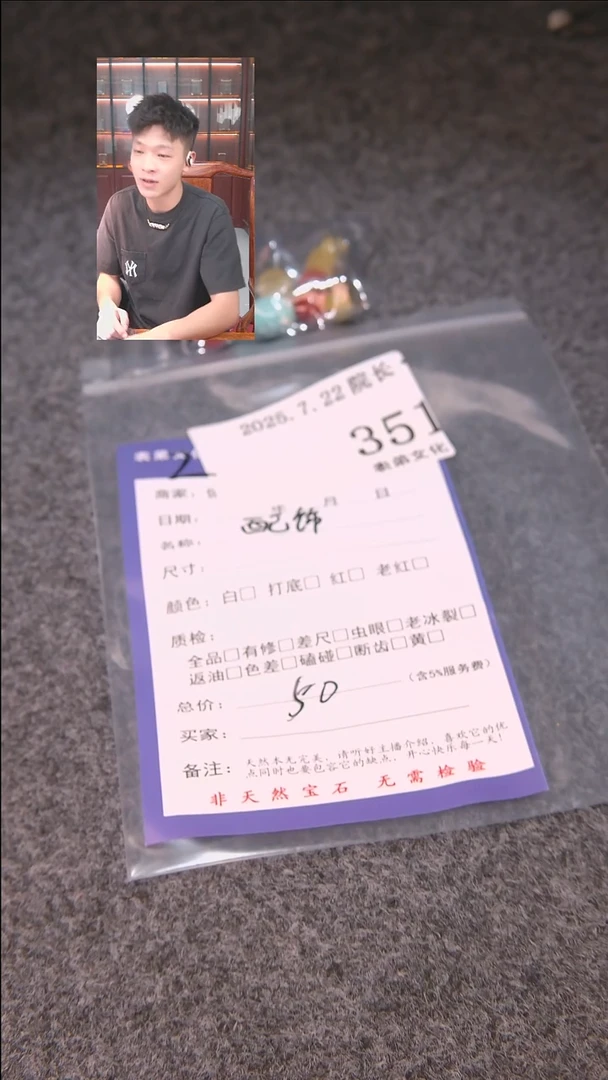 2025.7.22院长
351
表弟文化
商家：
日期： 年 月 日
名称： 配饰
尺寸：
颜色：白□ 打底□ 红□ 老红□
质检：
全品□有修□差尺□虫眼□老冰裂□
返油□色差□磕碰□断齿□黄□
总价： 50 （含5%服务费）
买家：
备注：天然本无完美，请听好主播介绍，喜欢它的优
点同时也要包容它的缺点，开心快乐每一天！
非天然宝石 无需检验